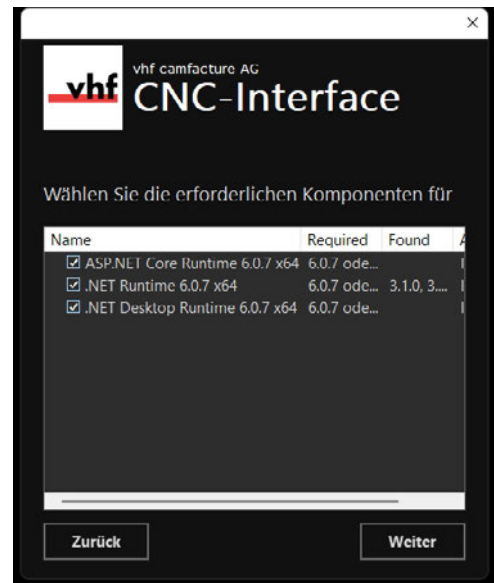 vhf
vhf camfacture AG
CNC-Interface
Wählen Sie die erforderlichen Komponenten für
Name Required Found
ASP.NET Core Runtime 6.0.7 x64 6.0.7 ode...
.NET Runtime 6.0.7 x64 6.0.7 ode... 3.1.0, 3....
.NET Desktop Runtime 6.0.7 x64 6.0.7 ode...
Zurück Weiter